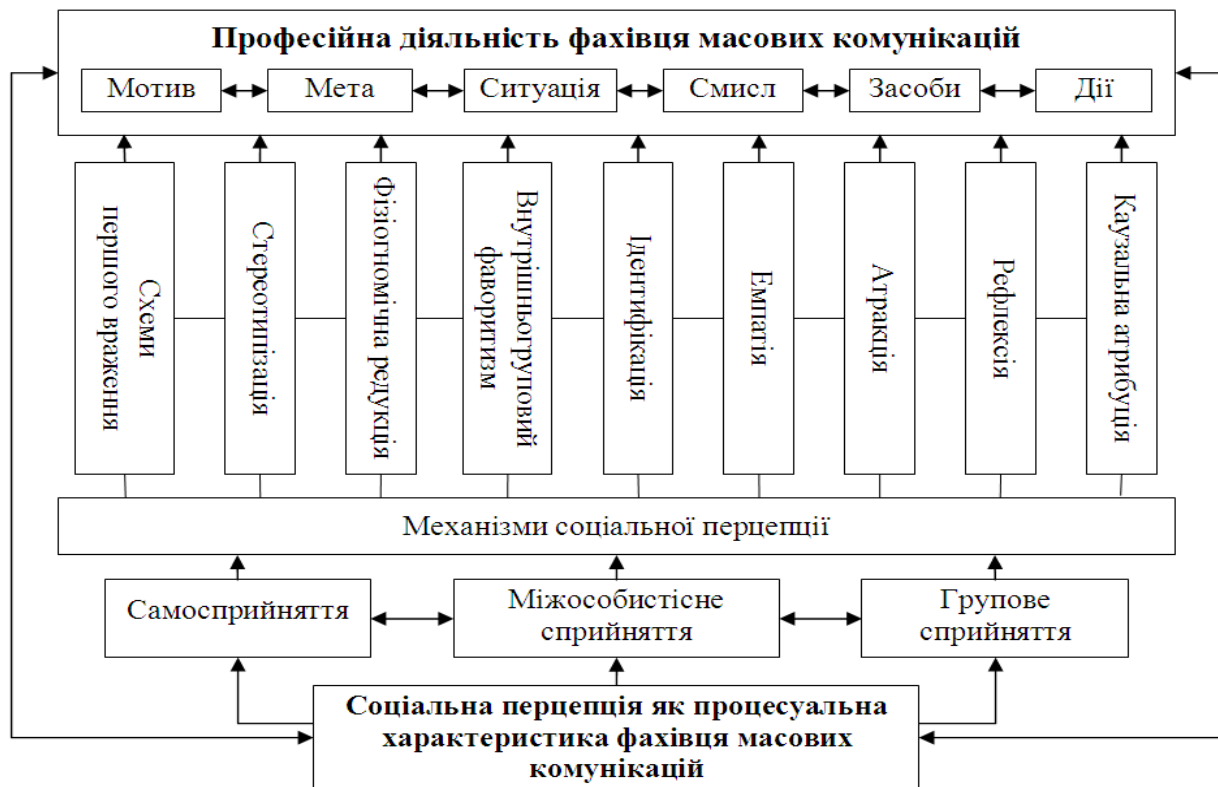 Професійна діяльність фахівця масових комунікацій
Мотив
Мета
Ситуація
Смисл
Засоби
Дії
Схеми
першого враження
Стереотипізація
Фізіогномічна редукція
Внутрішньогруповий
фаворитизм
Ідентифікація
Емпатія
Атракція
Рефлексія
Каузальна атрибуція
Механізми соціальної перцепції
Самосприйняття
Міжособистісне
сприйняття
Групове
сприйняття
Соціальна перцепція як процесуальна
характеристика фахівця масових
комунікацій